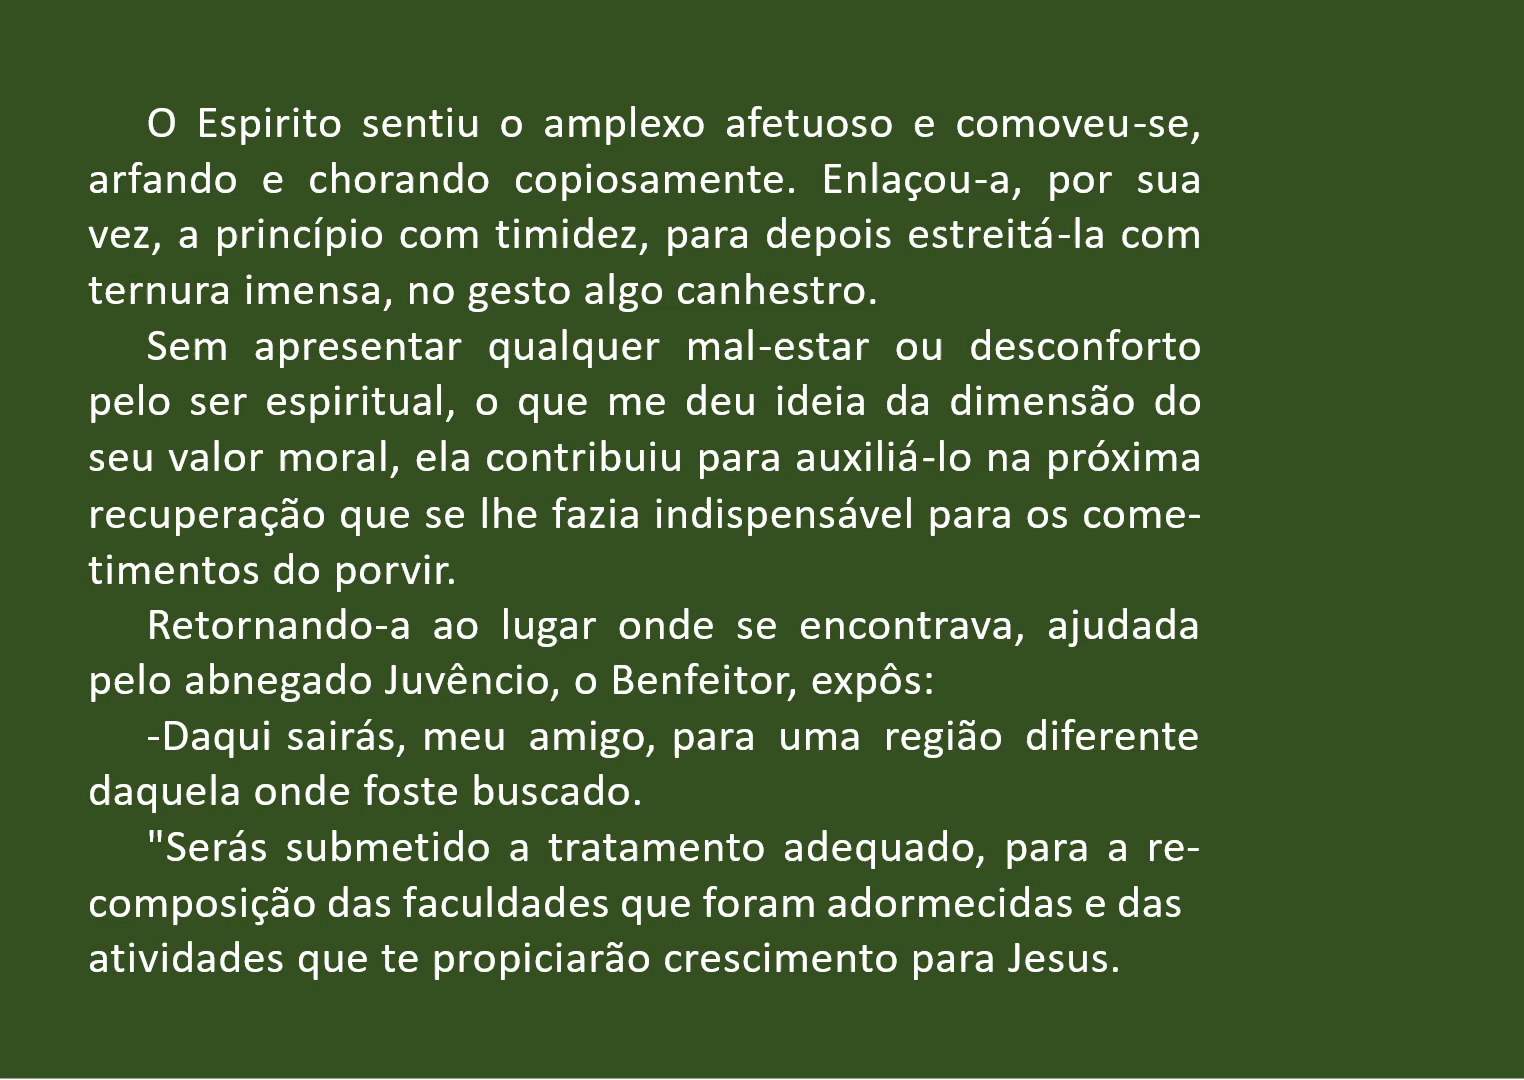 O Espirito sentiu o amplexo afetuoso e comoveu-se,
arfando e chorando copiosamente. Enlaçou-a, por sua
vez, a princípio com timidez, para depois estreitá-la com
ternura imensa, no gesto algo canhestro.
Sem apresentar qualquer mal-estar ou desconforto
pelo ser espiritual, o que me deu ideia da dimensão do
seu valor moral, ela contribuiu para auxiliá-lo na próxima
recuperação que se lhe fazia indispensável para os come-
timentos do porvir.
Retornando-a ao lugar onde se encontrava, ajudada
pelo abnegado Juvêncio, o Benfeitor, expôs:
-Daqui sairás, meu amigo, para uma região diferente
daquela onde foste buscado.
"Serás submetido a tratamento adequado, para a re-
composição das faculdades que foram adormecidas e das
atividades que te propiciarão crescimento para Jesus.